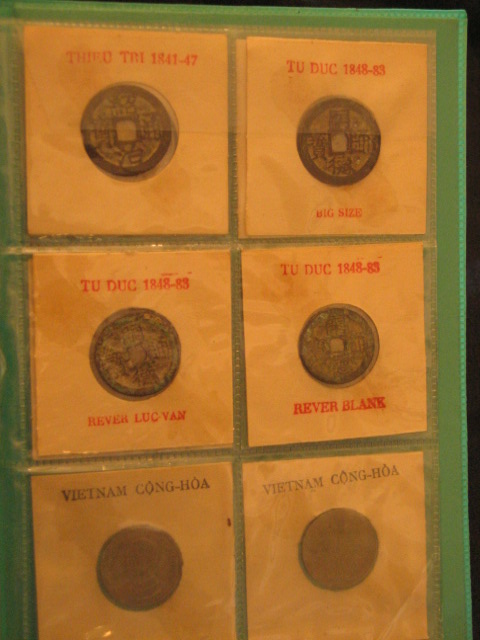 THIEU TRI 1841-47
TU DUC 1848-83
BIG SIZE
TU DUC 1848-83
REVER LUC-VAN
TU DUC 1848-83
REVER BLANK
VIETNAM CỘNG-HÒA
VIETNAM CỘNG-HÒA